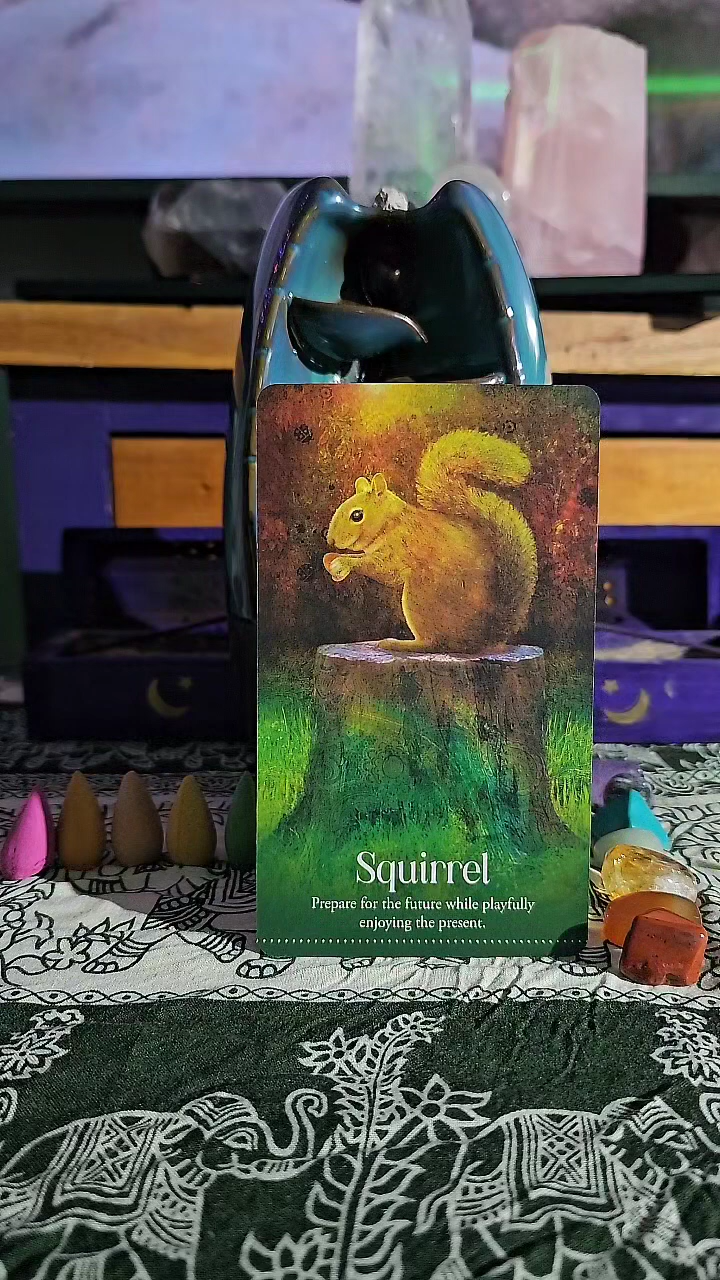 Squirrel
Prepare for the future while playfully
enjoying the present.